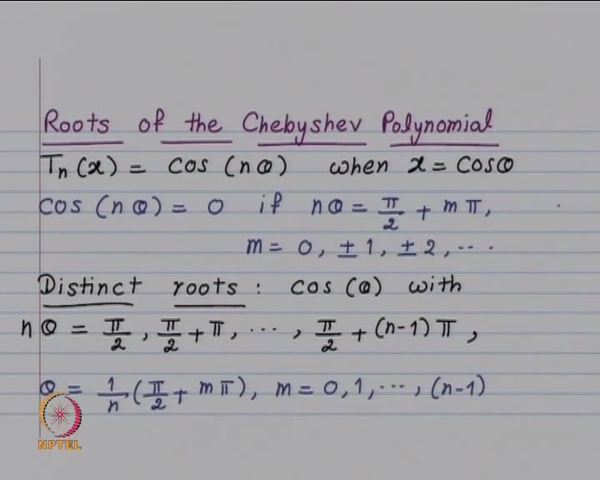 Roots of the Chebyshev Polynomial
Tn(x) = cos (nθ) when x = cosθ
cos (nθ) = 0 if nθ = π/2 + mπ,
m = 0, ±1, ±2, ...
Distinct roots : cos (θ) with
nθ = π/2, π/2 + π, ..., π/2 + (n-1)π,
θ = 1/n (π/2 + mπ), m = 0, 1, ..., (n-1)
NPTEL